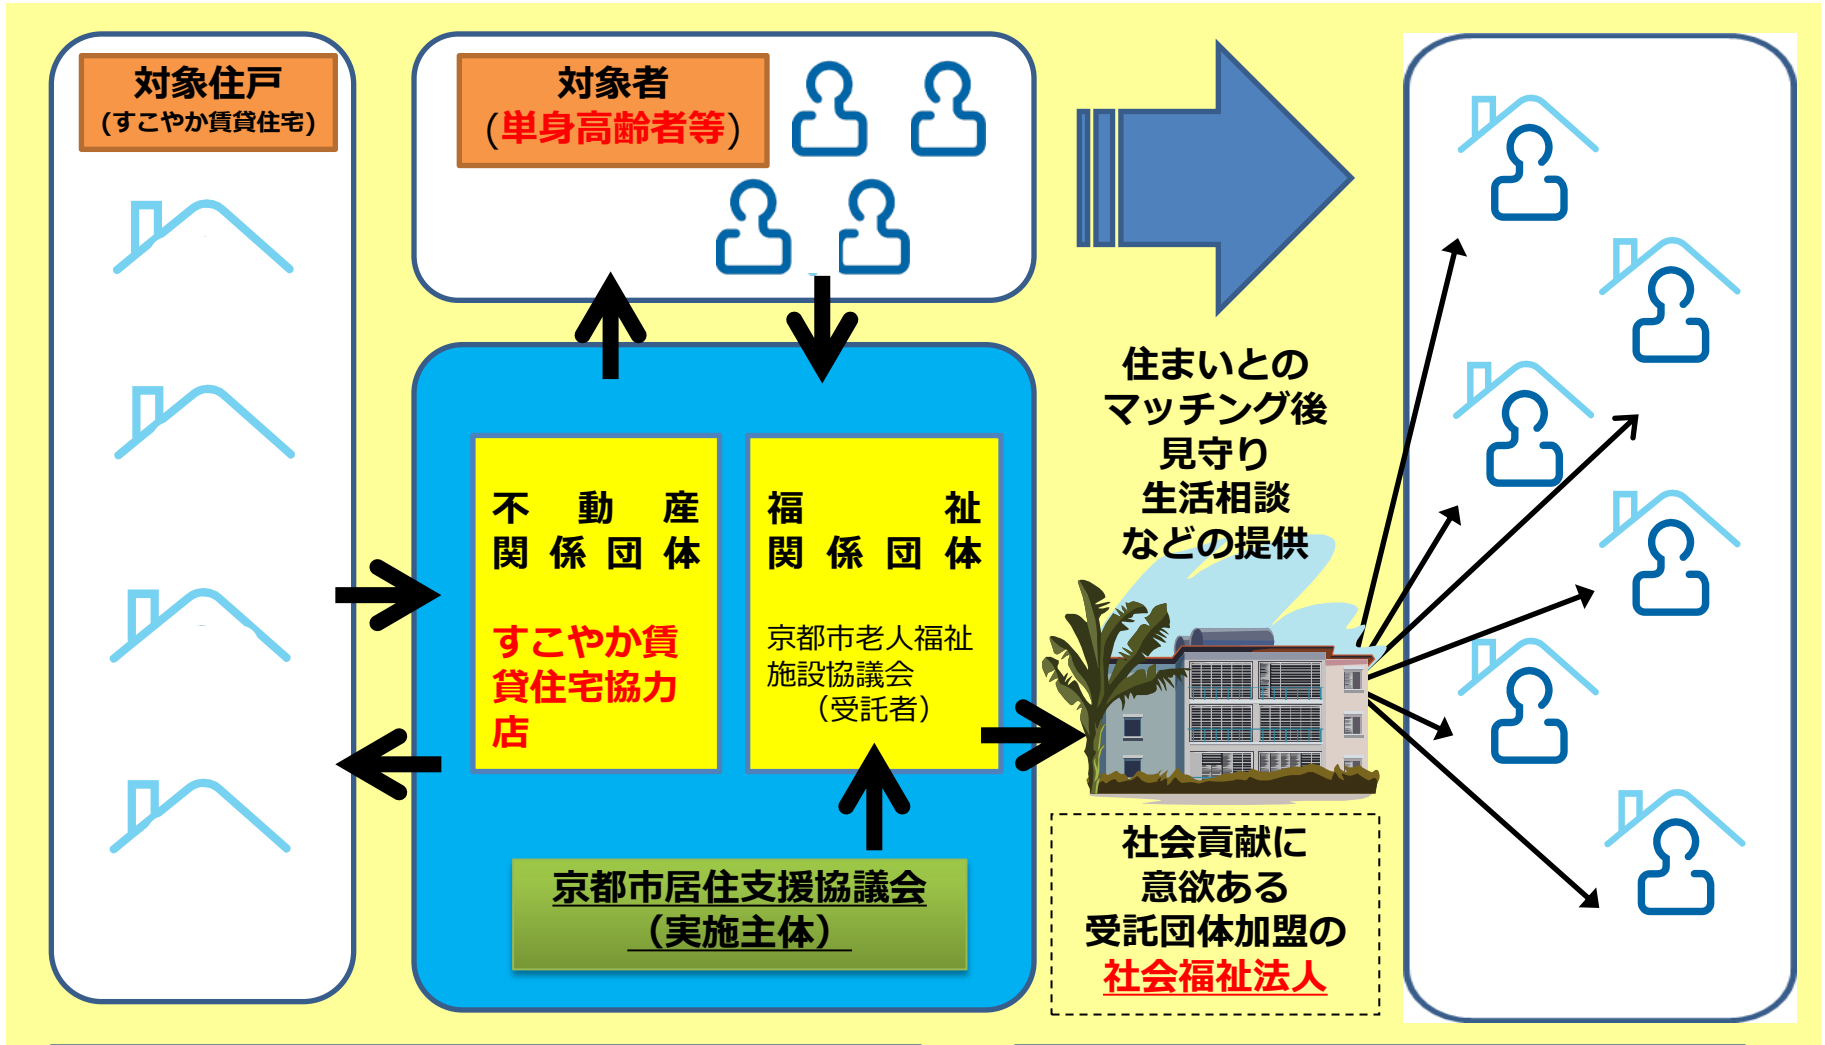 対象住戸
(すこやか賃貸住宅)
対象者
(単身高齢者等)
住まいとの
マッチング後
見守り
生活相談
などの提供
不動産
関係団体
すこやか賃
貸住宅協力
店
福祉
関係団体
京都市老人福祉
施設協議会
（受託者）
京都市居住支援協議会
（実施主体）
社会貢献に
意欲ある
受託団体加盟の
社会福祉法人